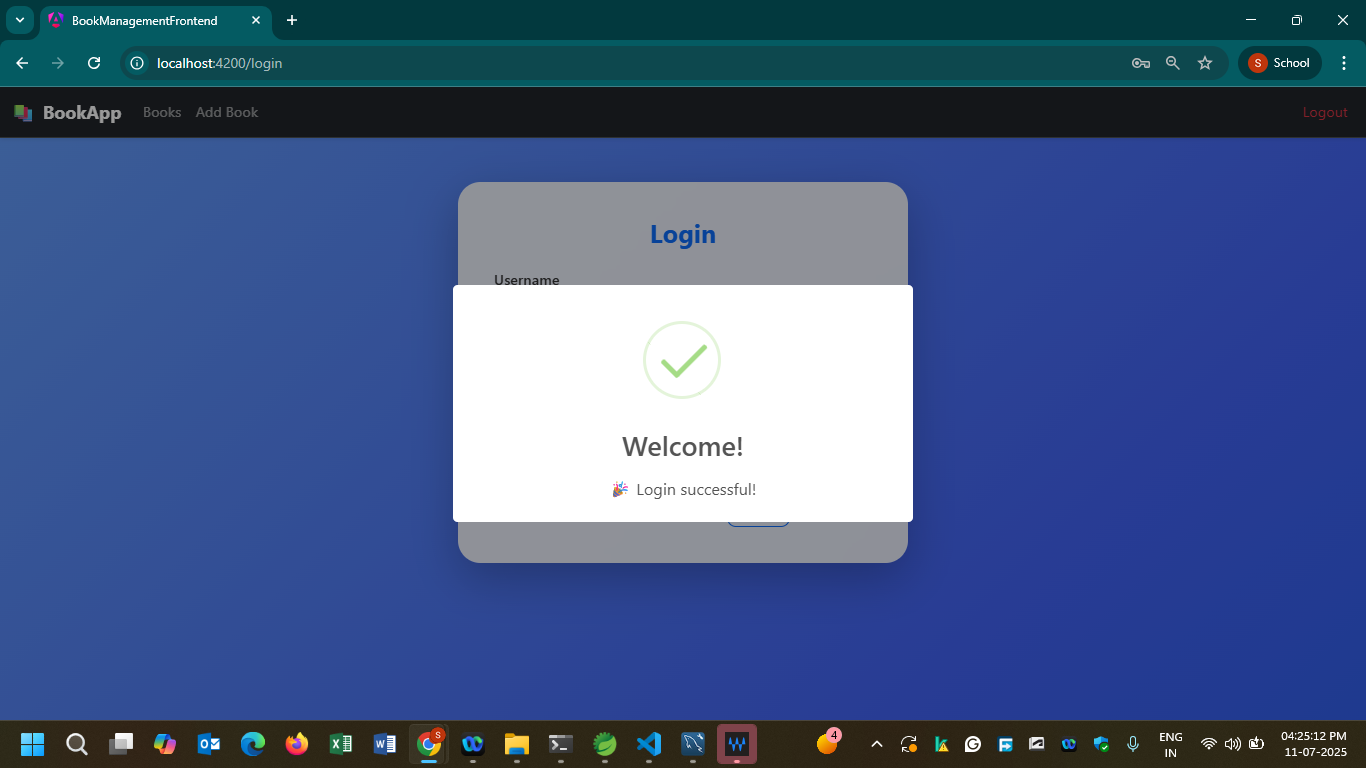 BookManagementFrontend
localhost:4200/login
S School
BookApp Books Add Book Logout
Login
Username
Welcome!
🎉 Login successful!
S
4
ENG
IN
04:25:12 PM
11-07-2025